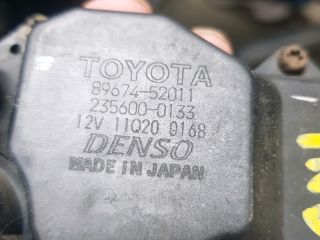 TOYOTA
89674-52011
235600-0133
12V 11Q20 0168
DENSO
MADE IN JAPAN